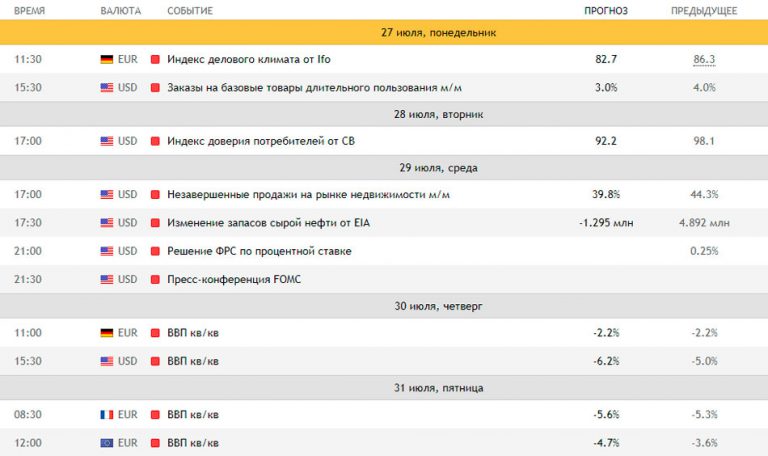 ВРЕМЯ ВАЛЮТА СОБЫТИЕ ПРОГНОЗ ПРЕДЫДУЩЕЕ
27 июля, понедельник
11:30 EUR Индекс делового климата от Ifo 82.7 86.3
15:30 USD Заказы на базовые товары длительного пользования м/м 3.0% 4.0%
28 июля, вторник
17:00 USD Индекс доверия потребителей от CB 92.2 98.1
29 июля, среда
17:00 USD Незавершенные продажи на рынке недвижимости м/м 39.8% 44.3%
17:30 USD Изменение запасов сырой нефти от EIA -1.295 млн 4.892 млн
21:00 USD Решение ФРС по процентной ставке 0.25%
21:30 USD Пресс-конференция FOMC
30 июля, четверг
11:00 EUR ВВП кв/кв -2.2% -2.2%
15:30 USD ВВП кв/кв -6.2% -5.0%
31 июля, пятница
08:30 EUR ВВП кв/кв -5.6% -5.3%
12:00 EUR ВВП кв/кв -4.7% -3.6%